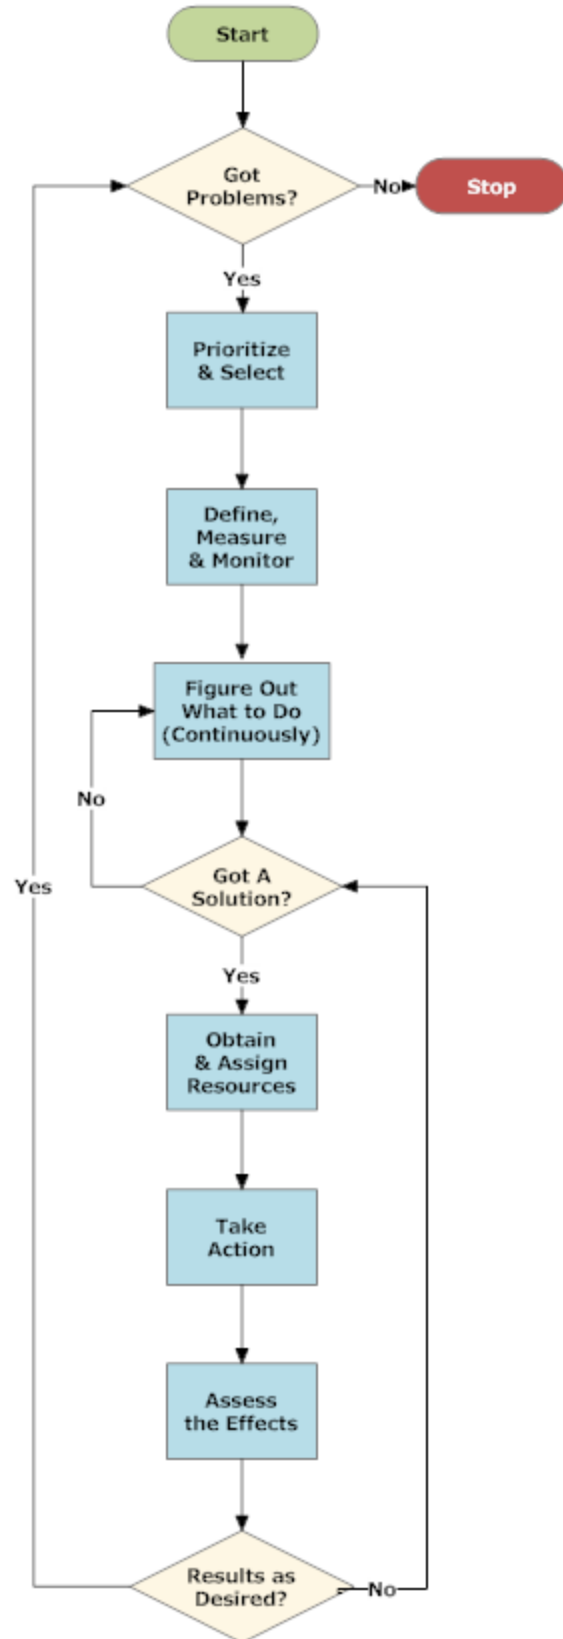 Start
Got
Problems?
No
Stop
Yes
Prioritize
& Select
Define,
Measure
& Monitor
Figure Out
What to Do
(Continuously)
No
Got A
Solution?
Yes
Yes
Obtain
& Assign
Resources
Take
Action
Assess
the Effects
Results as
Desired?
No